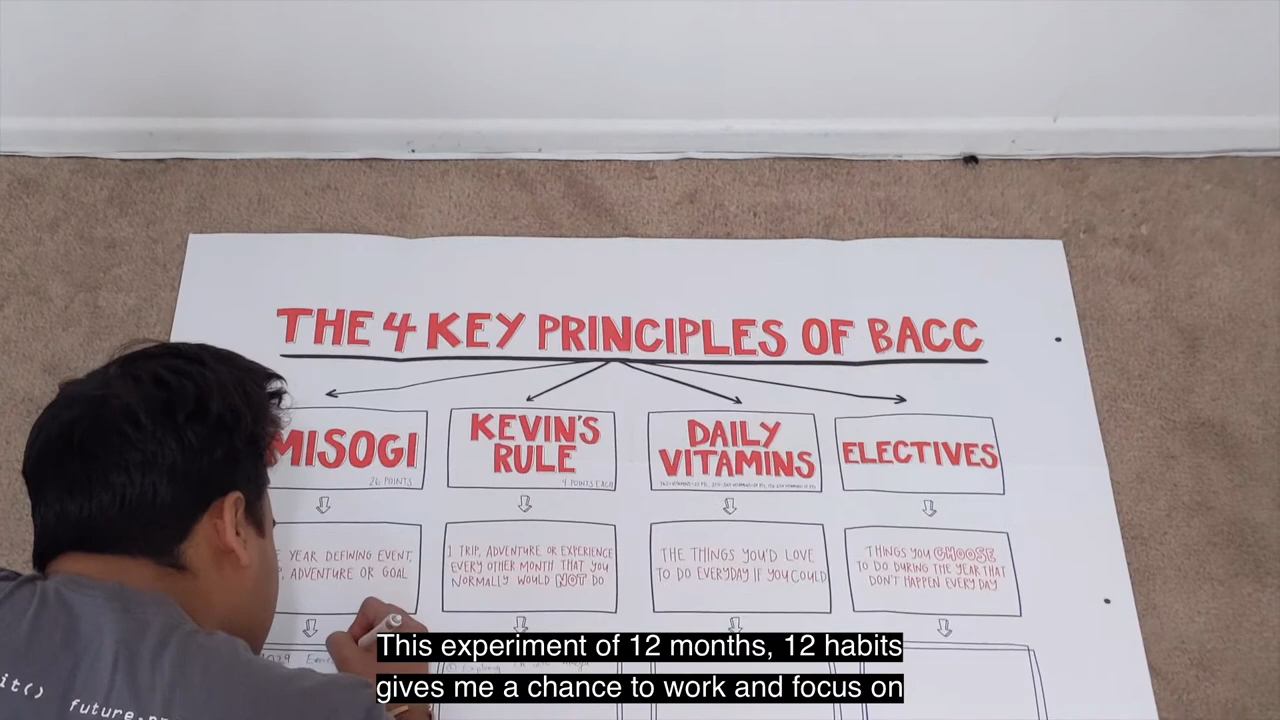 THE 4 KEY PRINCIPLES OF BACC
MISOGI
26 POINTS
YEAR DEFINING EVENT,
ADVENTURE OR GOAL
KEVIN'S
RULE
4 POINTS EACH
1 TRIP, ADVENTURE OR EXPERIENCE
EVERY OTHER MONTH THAT YOU
NORMALLY WOULD NOT DO
DAILY
VITAMINS
THE THINGS YOU'D LOVE
TO DO EVERYDAY IF YOU COULD
ELECTIVES
THINGS YOU CHOOSE
TO DO DURING THE YEAR THAT
DON'T HAPPEN EVERY DAY
it() future.
This experiment of 12 months, 12 habits
gives me a chance to work and focus on